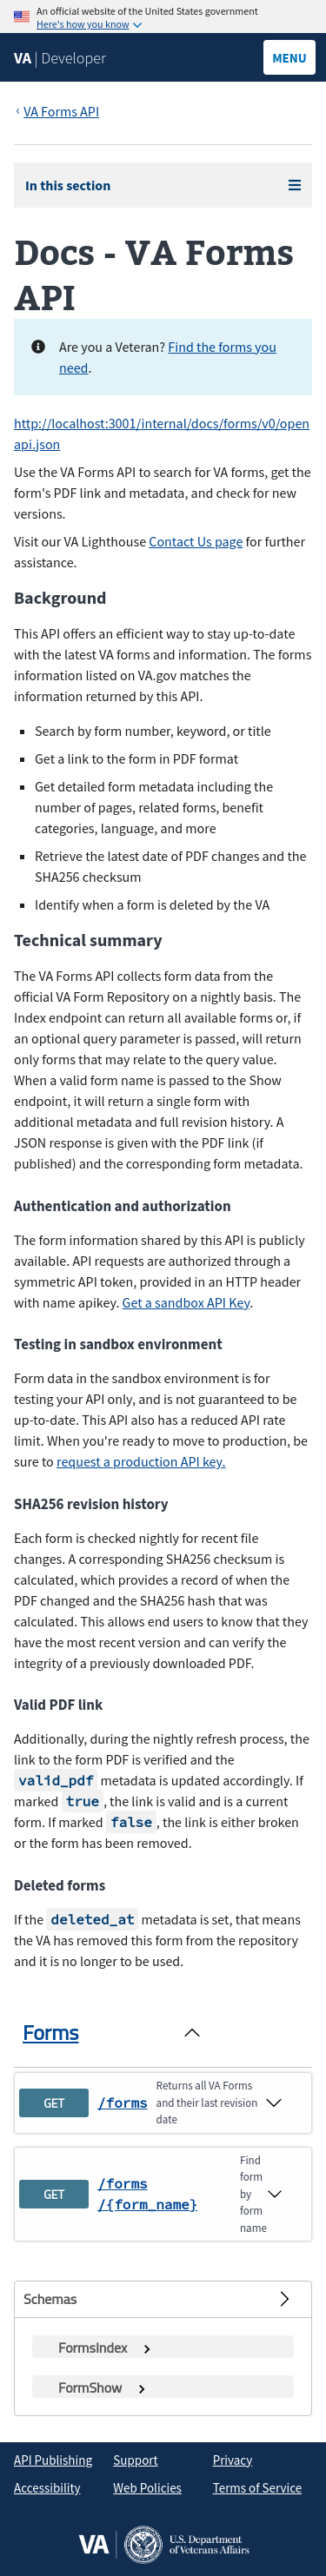 An official website of the United States government
Here's how you know
VA | Developer
MENU
VA Forms API
In this section
Docs - VA Forms
API
Are you a Veteran? Find the forms you
need.
http://localhost:3001/internal/docs/forms/v0/open
api.json
Use the VA Forms API to search for VA forms, get the
form's PDF link and metadata, and check for new
versions.
Visit our VA Lighthouse Contact Us page for further
assistance.
Background
This API offers an efficient way to stay up-to-date
with the latest VA forms and information. The forms
information listed on VA.gov matches the
information returned by this API.
▪ Search by form number, keyword, or title
▪ Get a link to the form in PDF format
▪ Get detailed form metadata including the
number of pages, related forms, benefit
categories, language, and more
▪ Retrieve the latest date of PDF changes and the
SHA256 checksum
▪ Identify when a form is deleted by the VA
Technical summary
The VA Forms API collects form data from the
official VA Form Repository on a nightly basis. The
Index endpoint can return all available forms or, if
an optional query parameter is passed, will return
only forms that may relate to the query value.
When a valid form name is passed to the Show
endpoint, it will return a single form with
additional metadata and full revision history. A
JSON response is given with the PDF link (if
published) and the corresponding form metadata.
Authentication and authorization
The form information shared by this API is publicly
available. API requests are authorized through a
symmetric API token, provided in an HTTP header
with name apikey. Get a sandbox API Key.
Testing in sandbox environment
Form data in the sandbox environment is for
testing your API only, and is not guaranteed to be
up-to-date. This API also has a reduced API rate
limit. When you're ready to move to production, be
sure to request a production API key.
SHA256 revision history
Each form is checked nightly for recent file
changes. A corresponding SHA256 checksum is
calculated, which provides a record of when the
PDF changed and the SHA256 hash that was
calculated. This allows end users to know that they
have the most recent version and can verify the
integrity of a previously downloaded PDF.
Valid PDF link
Additionally, during the nightly refresh process, the
link to the form PDF is verified and the
valid_pdf metadata is updated accordingly. If
marked true, the link is valid and is a current
form. If marked false, the link is either broken
or the form has been removed.
Deleted forms
If the deleted_at metadata is set, that means
the VA has removed this form from the repository
and it is no longer to be used.
Forms
GET
/forms
Returns all VA Forms
and their last revision
date
GET
/forms
/{form_name}
Find
form
by
form
name
Schemas
FormsIndex
FormShow
API Publishing Support Privacy
Accessibility Web Policies Terms of Service
VA | U.S. Department
of Veterans Affairs